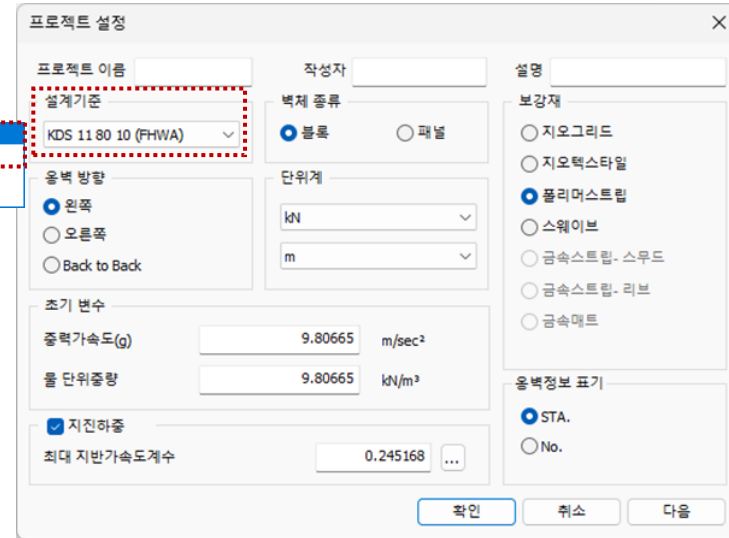 프로젝트 설정
프로젝트 이름 작성자 설명
설계기준
KDS 11 80 10 (FHWA)
벽체 종류
블록 패널
보강재
지오그리드
지오텍스타일
폴리머스트립
스웨이브
금속스트립- 스무드
금속스트립- 리브
금속매트
옹벽 방향
왼쪽
오른쪽
Back to Back
단위계
kN
m
초기 변수
중력가속도(g) 9.80665 m/sec²
물 단위중량 9.80665 kN/m³
지진하중
최대 지반가속도계수 0.245168 ...
옹벽정보 표기
STA.
No.
확인 취소 다음